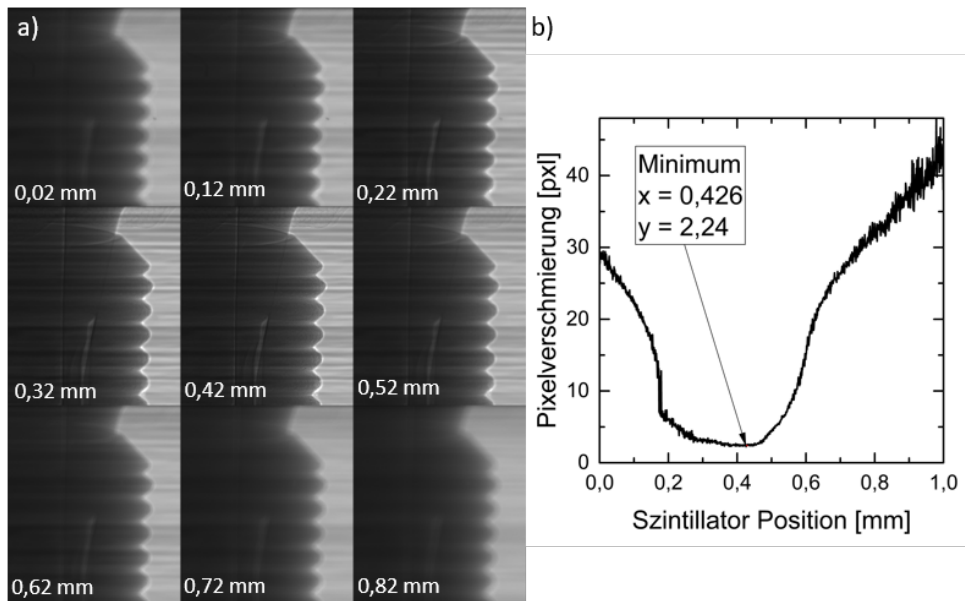 a)
0,02 mm
0,12 mm
0,22 mm
0,32 mm
0,42 mm
0,52 mm
0,62 mm
0,72 mm
0,82 mm
b)
Pixelverschmierung [pxl]
40
30
20
10
0
Minimum
x = 0,426
y = 2,24
0,0
0,2
0,4
0,6
0,8
1,0
Szintillator Position [mm]